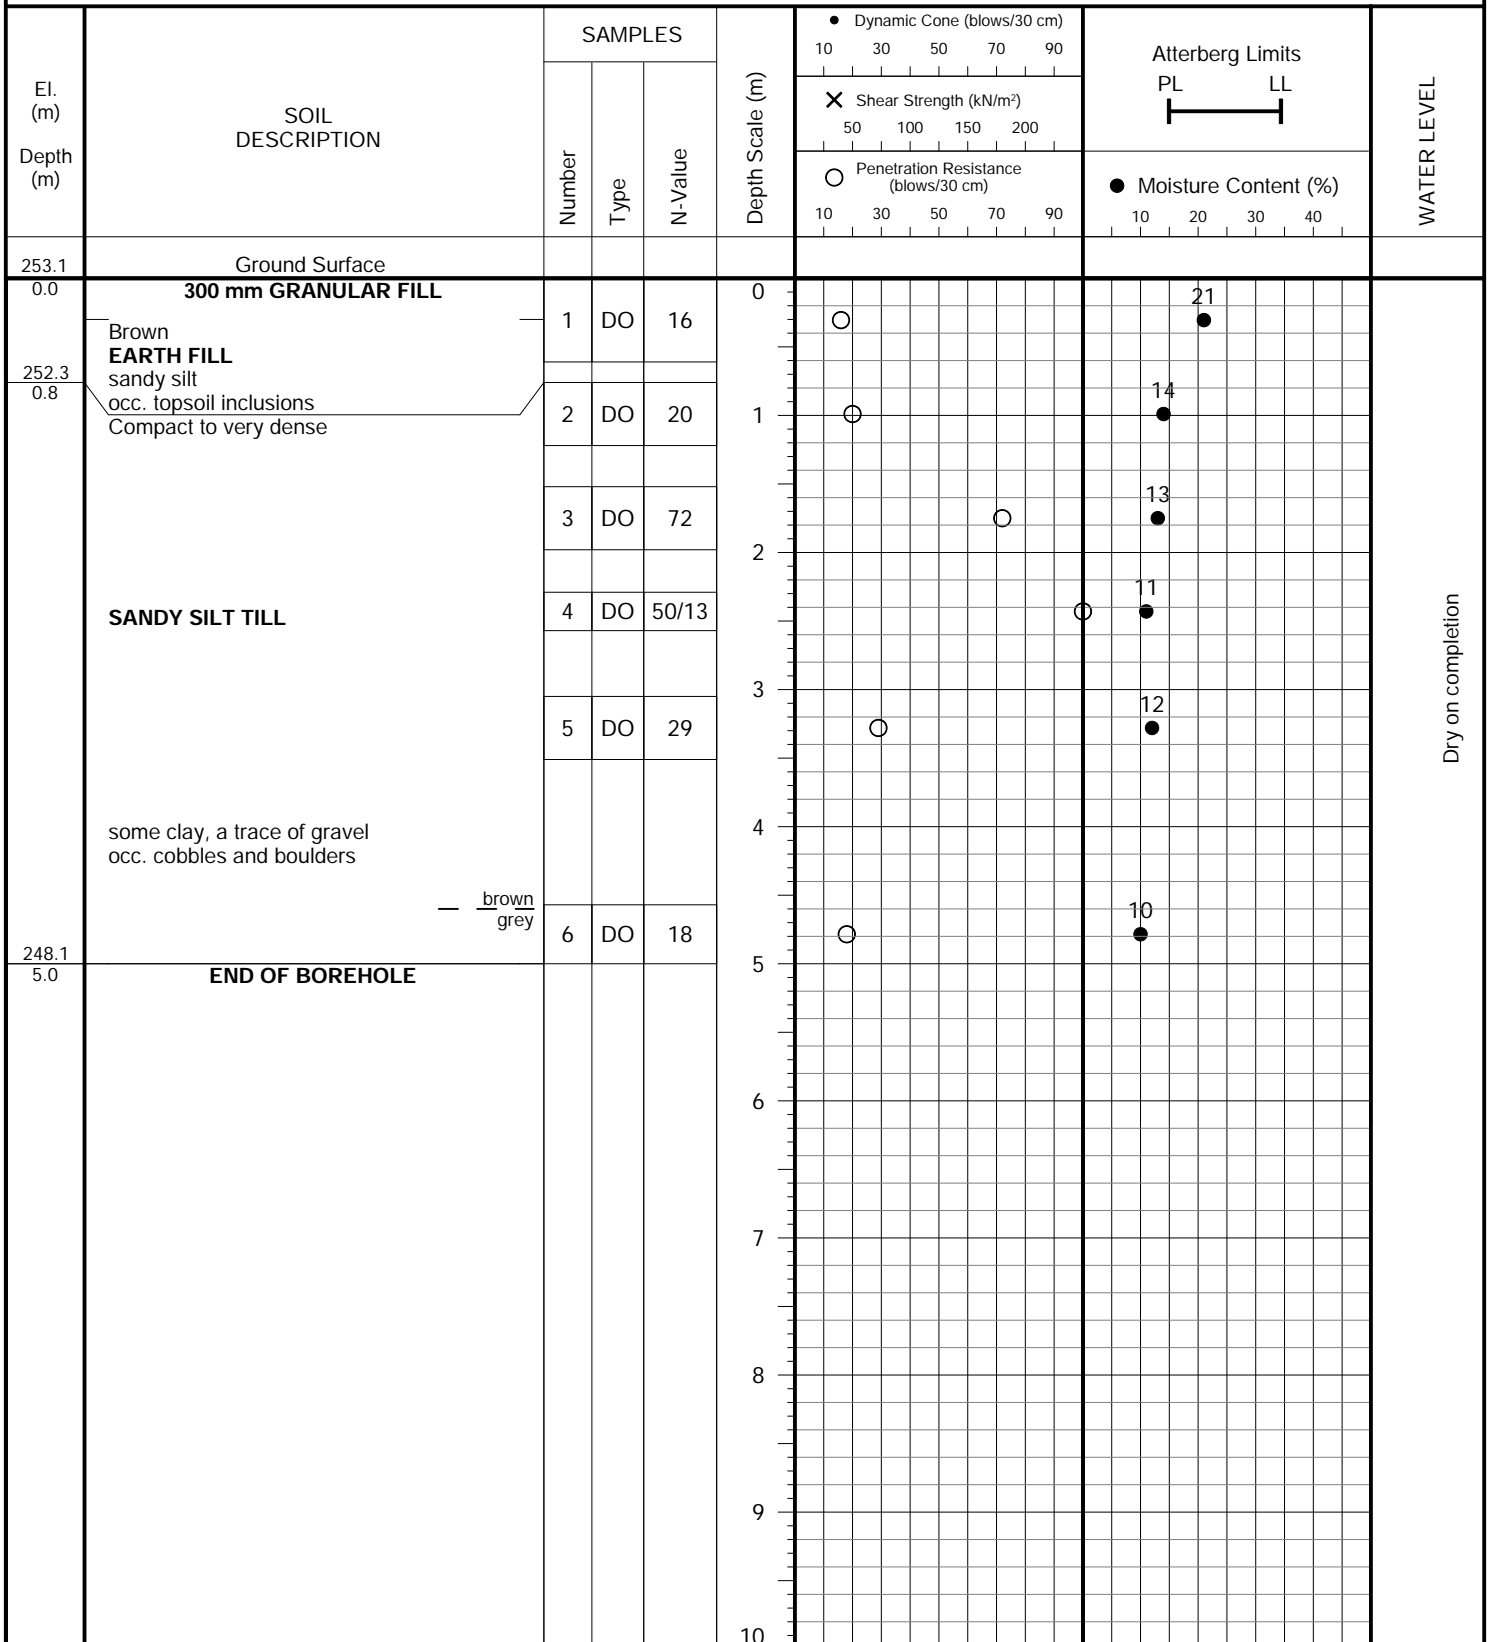 El.
(m)
Depth
(m)
SOIL
DESCRIPTION
SAMPLES
Number
Type
N-Value
Depth Scale (m)
Dynamic Cone (blows/30 cm)
10 30 50 70 90
Shear Strength (kN/m²)
50 100 150 200
Penetration Resistance
(blows/30 cm)
10 30 50 70 90
Atterberg Limits
PL LL
Moisture Content (%)
10 20 30 40
WATER LEVEL
253.1 Ground Surface
0.0 300 mm GRANULAR FILL 0
1 DO 16 21
Brown
EARTH FILL
252.3 sandy silt
0.8 occ. topsoil inclusions 14
Compact to very dense 2 DO 20 1
3 DO 72 13
2
SANDY SILT TILL 4 DO 50/13 11
3
5 DO 29 12
some clay, a trace of gravel 4
occ. cobbles and boulders
brown
grey
6 DO 18 10
248.1
5.0 END OF BOREHOLE 5
6
7
8
9
10
Dry on completion